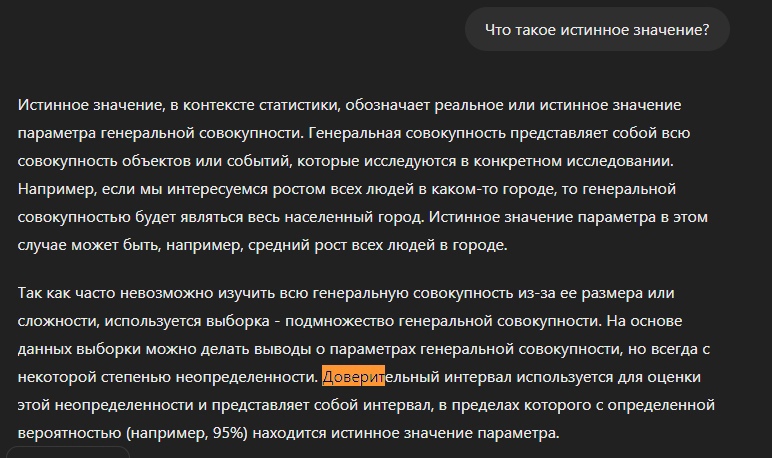 Что такое истинное значение?
Истинное значение, в контексте статистики, обозначает реальное или истинное значение
параметра генеральной совокупности. Генеральная совокупность представляет собой всю
совокупность объектов или событий, которые исследуются в конкретном исследовании.
Например, если мы интересуемся ростом всех людей в каком-то городе, то генеральной
совокупностью будет являться весь населенный город. Истинное значение параметра в этом
случае может быть, например, средний рост всех людей в городе.
Так как часто невозможно изучить всю генеральную совокупность из-за ее размера или
сложности, используется выборка - подмножество генеральной совокупности. На основе
данных выборки можно делать выводы о параметрах генеральной совокупности, но всегда с
некоторой степенью неопределенности. Доверительный интервал используется для оценки
этой неопределенности и представляет собой интервал, в пределах которого с определенной
вероятностью (например, 95%) находится истинное значение параметра.